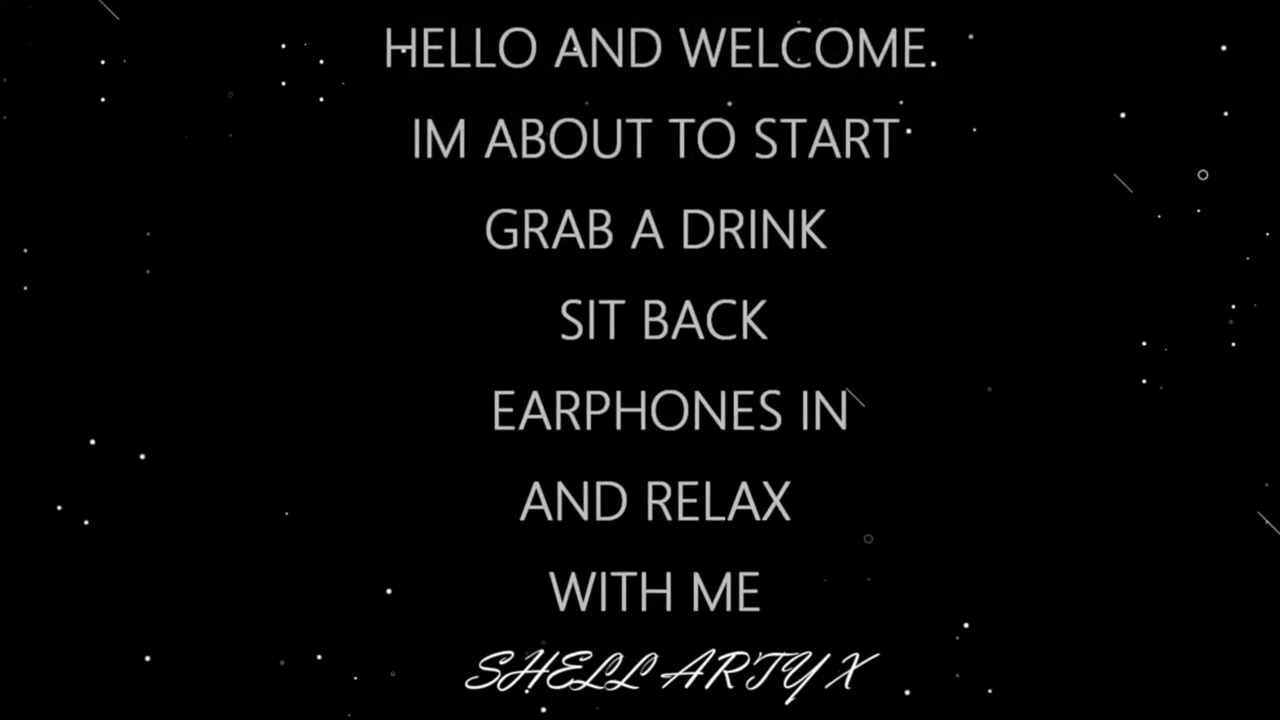 HELLO AND WELCOME.
IM ABOUT TO START
GRAB A DRINK
SIT BACK
EARPHONES IN
AND RELAX
WITH ME
SHELL ARTY X